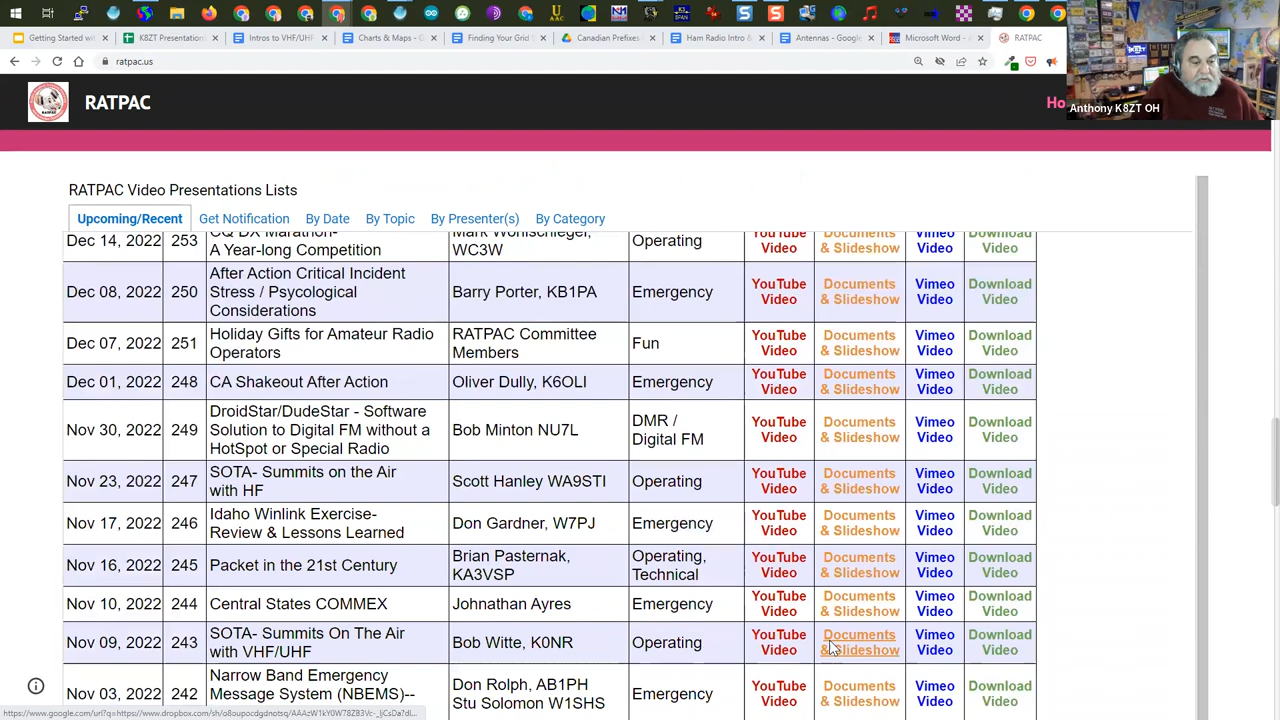 Getting Started with
K8ZT Presentation
Intros to VHF/UHF
Charts & Maps - G
Finding Your Grid
Canadian Prefixes
Ham Radio Intro &
Antennas - Google
Microsoft Word - A
RATPAC
ratpac.us
RATPAC
Ho
Anthony K8ZT OH
RATPAC Video Presentations Lists
Upcoming/Recent Get Notification By Date By Topic By Presenter(s) By Category
Dec 14, 2022 253 CQ DX Marathon- A Year-long Competition Mark Wohlschleger, WC3W Operating YouTube Video Documents & Slideshow Vimeo Video Download Video
Dec 08, 2022 250 After Action Critical Incident Stress / Psycological Considerations Barry Porter, KB1PA Emergency YouTube Video Documents & Slideshow Vimeo Video Download Video
Dec 07, 2022 251 Holiday Gifts for Amateur Radio Operators RATPAC Committee Members Fun YouTube Video Documents & Slideshow Vimeo Video Download Video
Dec 01, 2022 248 CA Shakeout After Action Oliver Dully, K6OLI Emergency YouTube Video Documents & Slideshow Vimeo Video Download Video
Nov 30, 2022 249 DroidStar/DudeStar - Software Solution to Digital FM without a HotSpot or Special Radio Bob Minton NU7L DMR / Digital FM YouTube Video Documents & Slideshow Vimeo Video Download Video
Nov 23, 2022 247 SOTA- Summits on the Air with HF Scott Hanley WA9STI Operating YouTube Video Documents & Slideshow Vimeo Video Download Video
Nov 17, 2022 246 Idaho Winlink Exercise- Review & Lessons Learned Don Gardner, W7PJ Emergency YouTube Video Documents & Slideshow Vimeo Video Download Video
Nov 16, 2022 245 Packet in the 21st Century Brian Pasternak, KA3VSP Operating, Technical YouTube Video Documents & Slideshow Vimeo Video Download Video
Nov 10, 2022 244 Central States COMMEX Johnathan Ayres Emergency YouTube Video Documents & Slideshow Vimeo Video Download Video
Nov 09, 2022 243 SOTA- Summits On The Air with VHF/UHF Bob Witte, K0NR Operating YouTube Video Documents & Slideshow Vimeo Video Download Video
Nov 03, 2022 242 Narrow Band Emergency Message System (NBEMS)-- Don Rolph, AB1PH Stu Solomon W1SHS Emergency YouTube Video Documents & Slideshow Vimeo Video Download Video